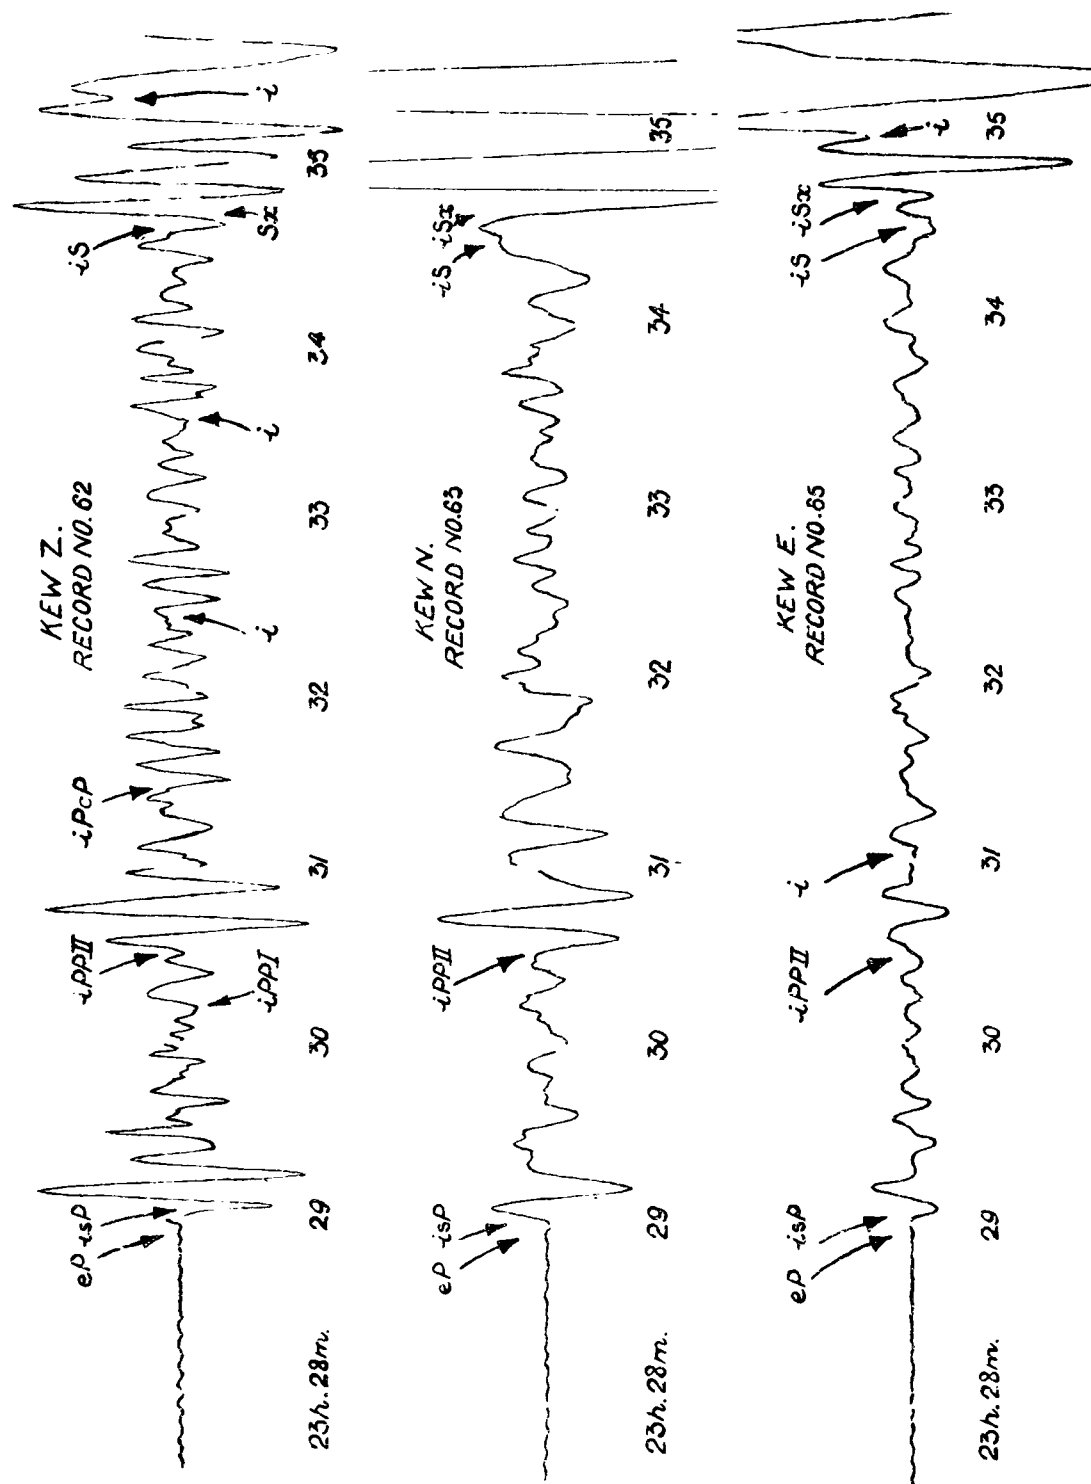 KEW Z.
RECORD NO. 62
eP isP
iPPII
iPcP
iS
iPPI
i
i
Sx
i
23h. 28m. 29 30 31 32 33 34 35
KEW N.
RECORD NO. 63
eP isP
iPPII
iS iSx
23h. 28m. 29 30 31 32 33 34 35
KEW E.
RECORD NO. 65
eP isP
iPPII
i
iS iSx
i
23h. 28m. 29 30 31 32 33 34 35